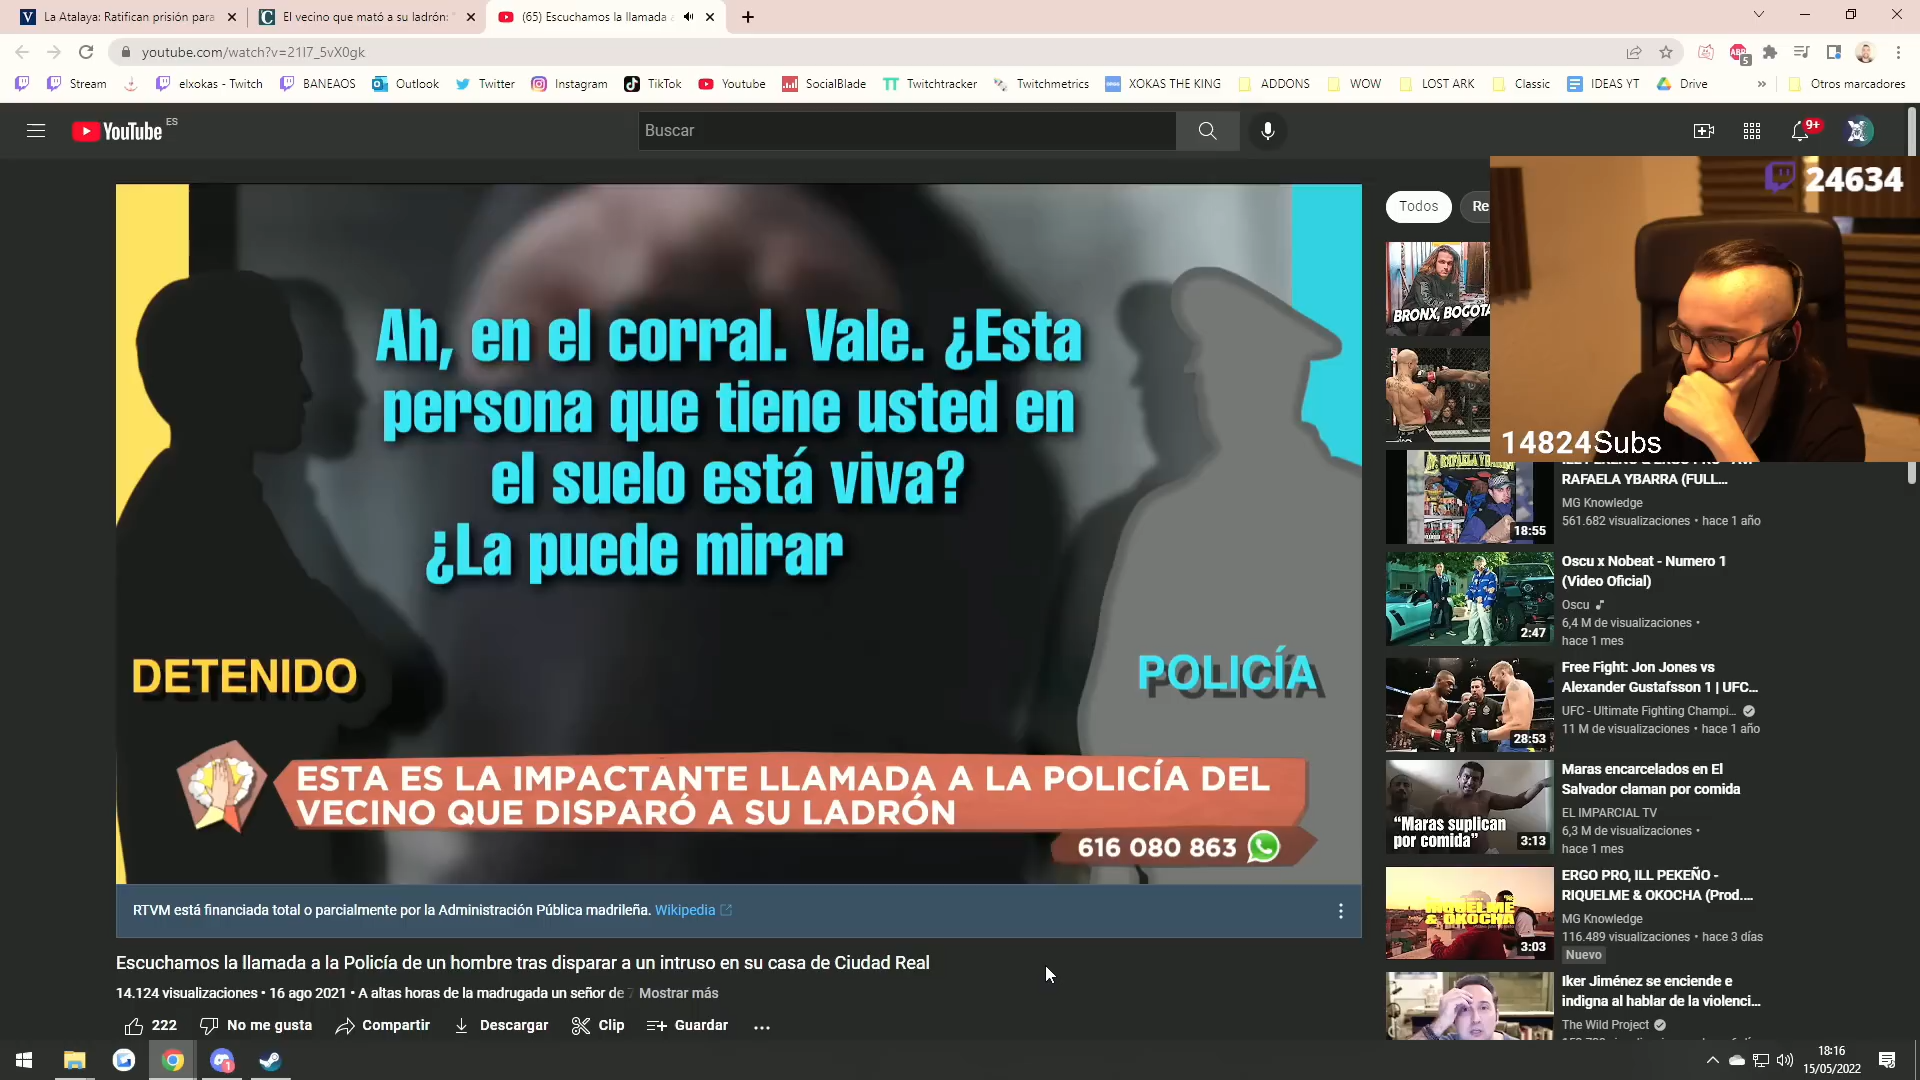 La Atalaya: Ratifican prisión para
El vecino que mató a su ladrón: "
(65) Escuchamos la llamada a
youtube.com/watch?v=21I7_5vX0gk
5
Stream
elxokas - Twitch
BANEAOS
Outlook
Twitter
Instagram
TikTok
Youtube
SocialBlade
Twitchtracker
Twitchmetrics
XOKAS THE KING
ADDONS
WOW
LOST ARK
Classic
IDEAS YT
Drive
»
Otros marcadores
YouTube ES
Buscar
9+
24634
14824Subs
Ah, en el corral. Vale. ¿Esta
persona que tiene usted en
el suelo está viva?
¿La puede mirar
DETENIDO
POLICÍA
ESTA ES LA IMPACTANTE LLAMADA A LA POLICÍA DEL
VECINO QUE DISPARÓ A SU LADRÓN
616 080 863
RTVM está financiada total o parcialmente por la Administración Pública madrileña. Wikipedia
Escuchamos la llamada a la Policía de un hombre tras disparar a un intruso en su casa de Ciudad Real
14.124 visualizaciones • 16 ago 2021 • A altas horas de la madrugada un señor de 7 Mostrar más
222
No me gusta
Compartir
Descargar
Clip
Guardar
...
Todos
Re
BRONX, BOGOTÁ
RAFAELA YBARRA (FULL...
MG Knowledge
561.682 visualizaciones • hace 1 año
18:55
Oscu x Nobeat - Numero 1
(Video Oficial)
Oscu
6,4 M de visualizaciones •
hace 1 mes
2:47
Free Fight: Jon Jones vs
Alexander Gustafsson 1 | UFC...
UFC - Ultimate Fighting Champi...
11 M de visualizaciones • hace 1 año
28:53
Maras encarcelados en El
Salvador claman por comida
EL IMPARCIAL TV
6,3 M de visualizaciones •
hace 1 mes
"Maras suplican
por comida"
3:13
ERGO PRO, ILL PEKEÑO -
RIQUELME & OKOCHA (Prod....
MG Knowledge
116.489 visualizaciones • hace 3 días
Nuevo
RIQUELME
& OKOCHA
3:03
Iker Jiménez se enciende e
indigna al hablar de la violenci...
The Wild Project
1
18:16
15/05/2022